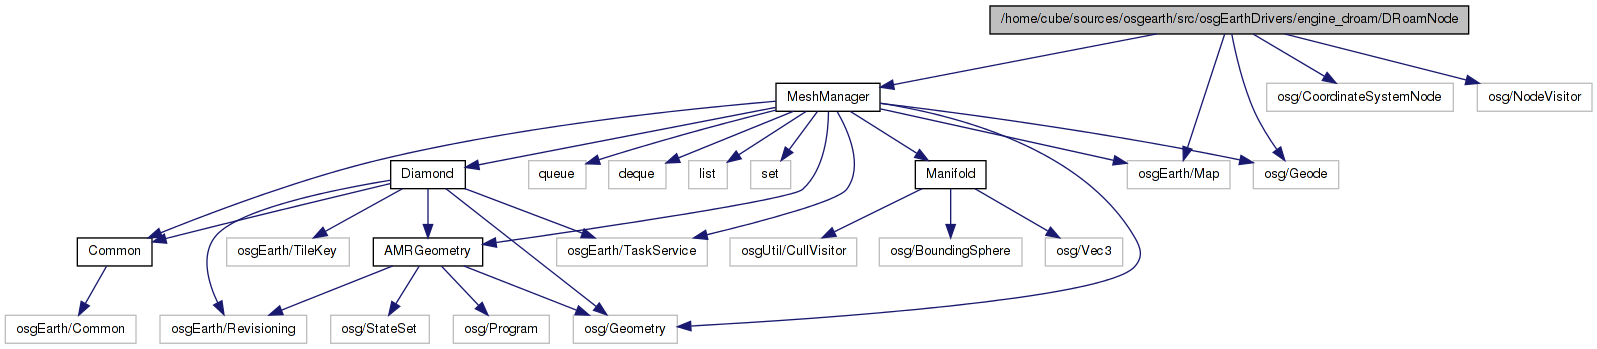 /home/cube/sources/osgearth/src/osgEarthDrivers/engine_droam/DRoamNode
MeshManager
osg/CoordinateSystemNode
osg/NodeVisitor
Diamond
queue
deque
list
set
Manifold
osgEarth/Map
osg/Geode
Common
osgEarth/TileKey
AMRGeometry
osgEarth/TaskService
osgUtil/CullVisitor
osg/BoundingSphere
osg/Vec3
osgEarth/Common
osgEarth/Revisioning
osg/StateSet
osg/Program
osg/Geometry